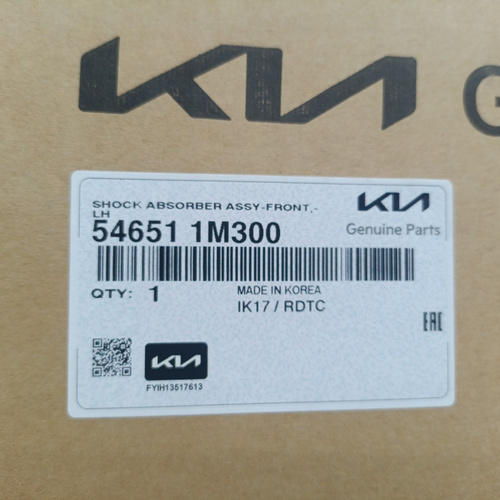 KIA G
SHOCK ABSORBER ASSY-FRONT,-
LH
KIA
54651 1M300
Genuine Parts
QTY: 1
MADE IN KOREA
IK17 / RDTC
EAC
KIA
FYIH13517613